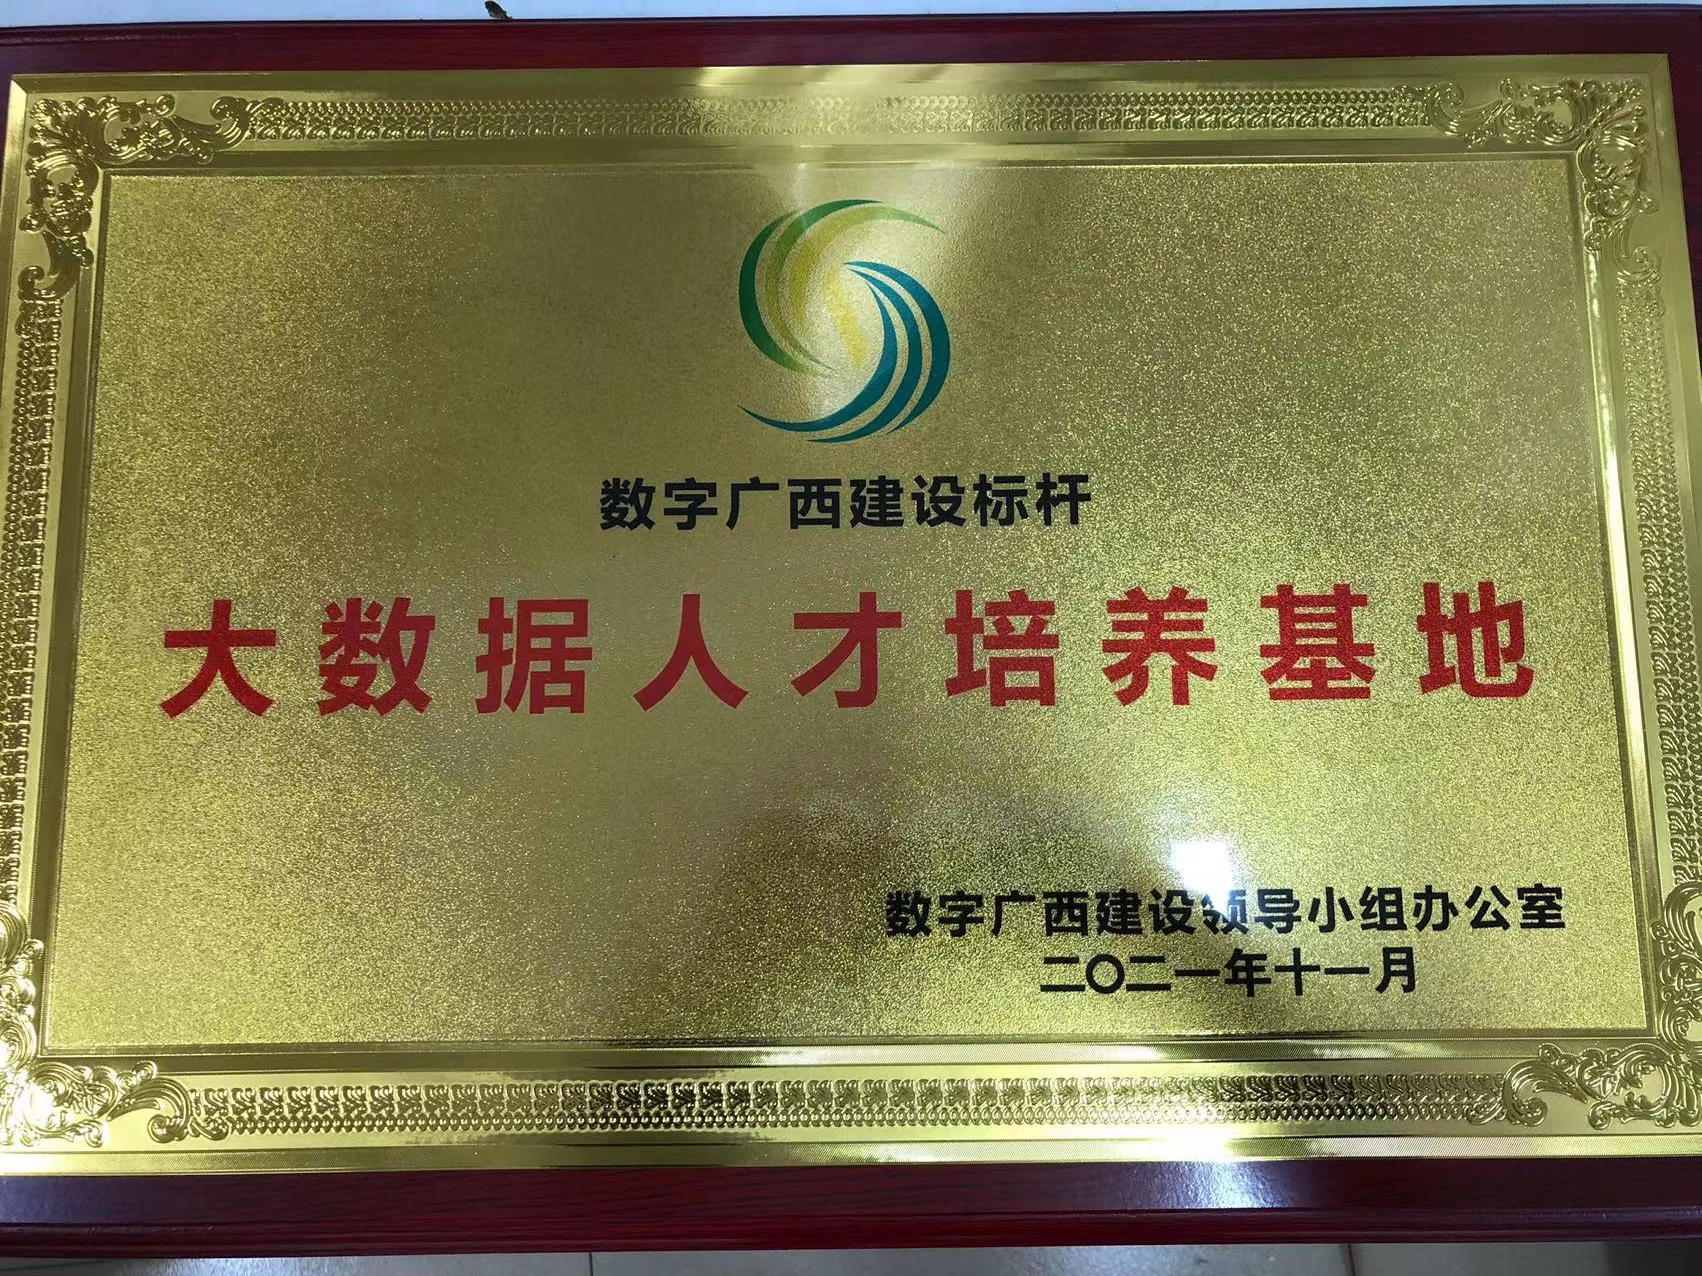 数字广西建设标杆
大数据人才培养基地
数字广西建设领导小组办公室
二〇二一年十一月